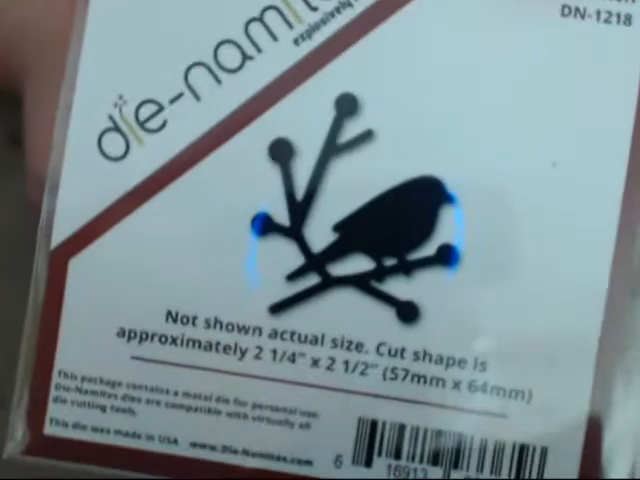 DN-1218
die-namite
explosively
Not shown actual size. Cut shape is
approximately 2 1/4" x 2 1/2" (57mm x 64mm)
This package contains a metal die for personal use.
Die-Namites dies are compatible with virtually all
die cutting tools.
This die was made in USA www.Die-Namites.com
6 16913